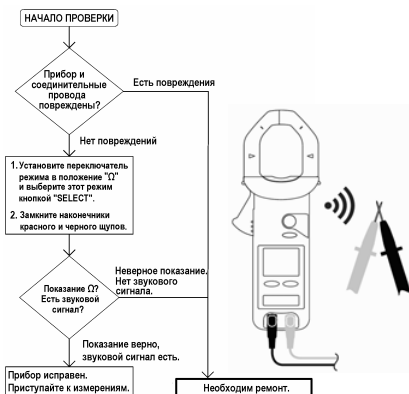 НАЧАЛО ПРОВЕРКИ
Прибор и
соединительные
провода
повреждены?
Есть повреждения
Нет повреждений
1. Установите переключатель
режима в положение "Ω"
и выберите этот режим
кнопкой "SELECT".
2. Замкните наконечники
красного и черного щупов.
Показание Ω?
Есть звуковой
сигнал?
Неверное показание.
Нет звукового
сигнала.
Показание верно,
звуковой сигнал есть.
Прибор исправен.
Приступайте к измерениям.
Необходим ремонт.